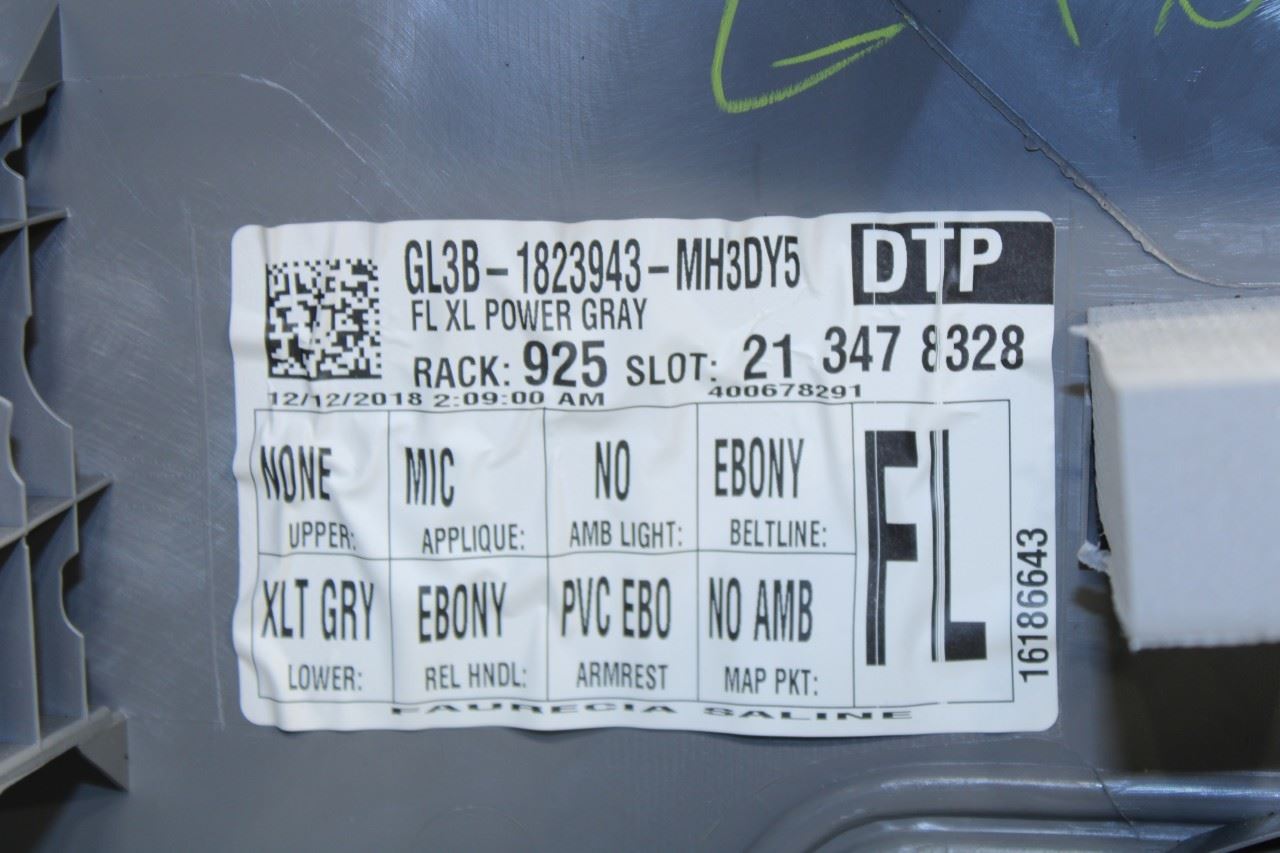 GL3B-1823943-MH3DY5 DTP
FL XL POWER GRAY
RACK: 925 SLOT: 21 347 8328
12/12/2018 2:09:00 AM 400678291
NONE MIC NO EBONY
UPPER: APPLIQUE: AMB LIGHT: BELTLINE:
FL
XLT GRY EBONY PVC EBO NO AMB
LOWER: REL HNDL: ARMREST MAP PKT:
16186643
FAURECIA SALINE